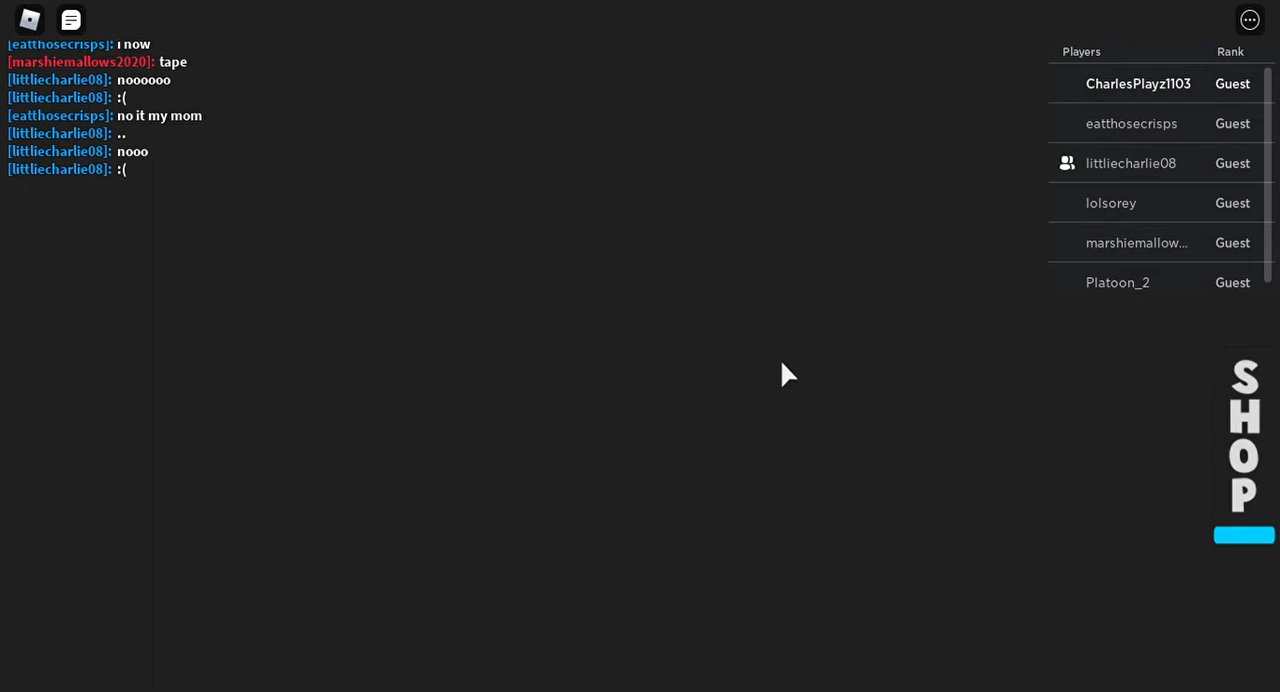 [eatthosecrisps]: i now
[marshiemallows2020]: tape
[littliecharlie08]: noooooo
[littliecharlie08]: :(
[eatthosecrisps]: no it my mom
[littliecharlie08]: ..
[littliecharlie08]: nooo
[littliecharlie08]: :(
Players Rank
CharlesPlayz1103 Guest
eatthosecrisps Guest
littliecharlie08 Guest
lolsorey Guest
marshiemallow... Guest
Platoon_2 Guest
SHOP